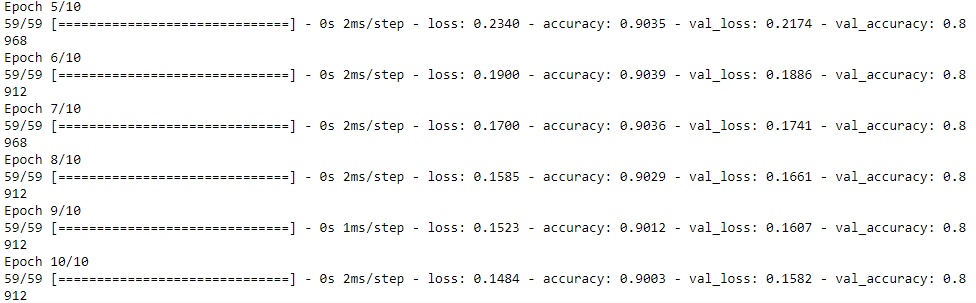 Epoch 5/10
59/59 [==============================] - 0s 2ms/step - loss: 0.2340 - accuracy: 0.9035 - val_loss: 0.2174 - val_accuracy: 0.8
968
Epoch 6/10
59/59 [==============================] - 0s 2ms/step - loss: 0.1900 - accuracy: 0.9039 - val_loss: 0.1886 - val_accuracy: 0.8
912
Epoch 7/10
59/59 [==============================] - 0s 2ms/step - loss: 0.1700 - accuracy: 0.9036 - val_loss: 0.1741 - val_accuracy: 0.8
968
Epoch 8/10
59/59 [==============================] - 0s 2ms/step - loss: 0.1585 - accuracy: 0.9029 - val_loss: 0.1661 - val_accuracy: 0.8
912
Epoch 9/10
59/59 [==============================] - 0s 1ms/step - loss: 0.1523 - accuracy: 0.9012 - val_loss: 0.1607 - val_accuracy: 0.8
912
Epoch 10/10
59/59 [==============================] - 0s 2ms/step - loss: 0.1484 - accuracy: 0.9003 - val_loss: 0.1582 - val_accuracy: 0.8
912